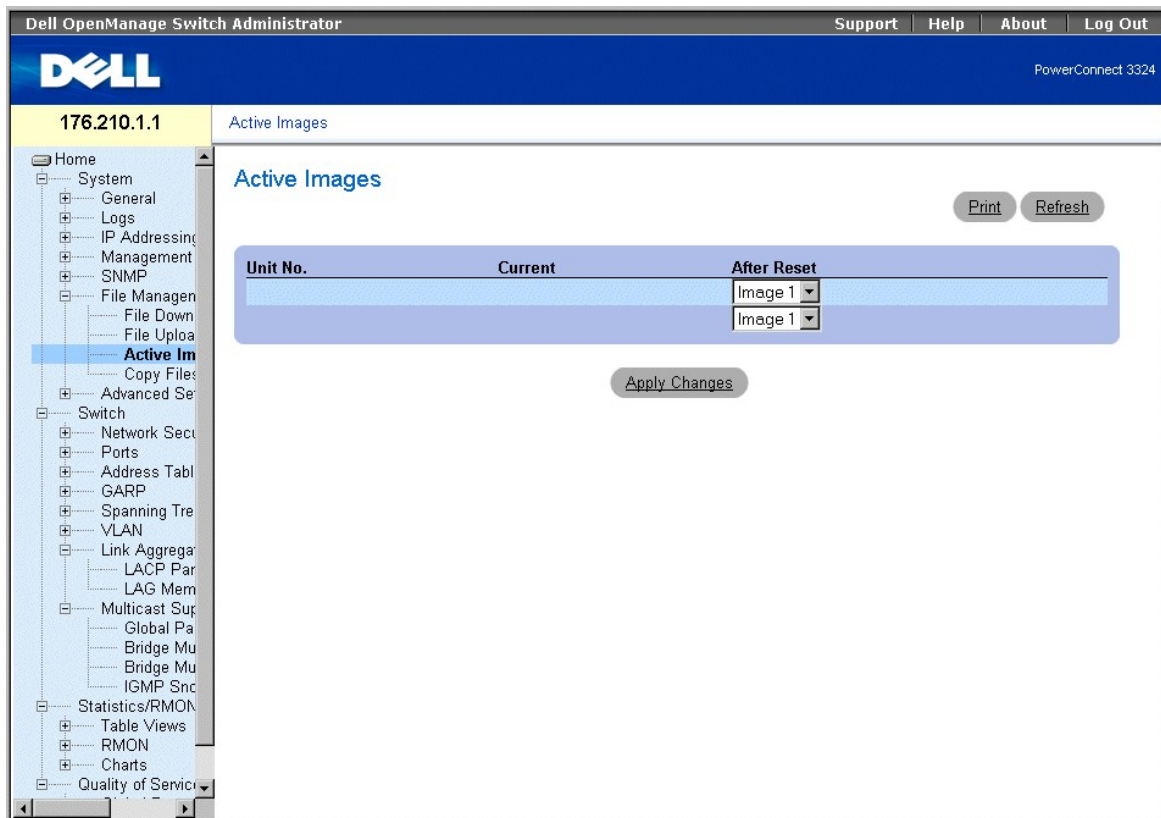 Dell OpenManage Switch Administrator
Support | Help | About | Log Out
DELL
PowerConnect 3324
176.210.1.1
Active Images
Home
System
General
Logs
IP Addressing
Management
SNMP
File Managen
File Down
File Uploa
Active Im
Copy Files
Advanced Se
Switch
Network Secu
Ports
Address Tabl
GARP
Spanning Tre
VLAN
Link Aggrega
LACP Par
LAG Mem
Multicast Sup
Global Pa
Bridge Mu
Bridge Mu
IGMP Sno
Statistics/RMON
Table Views
RMON
Charts
Quality of Servic
Active Images
Print
Refresh
Unit No. Current After Reset
Image 1
Image 1
Apply Changes